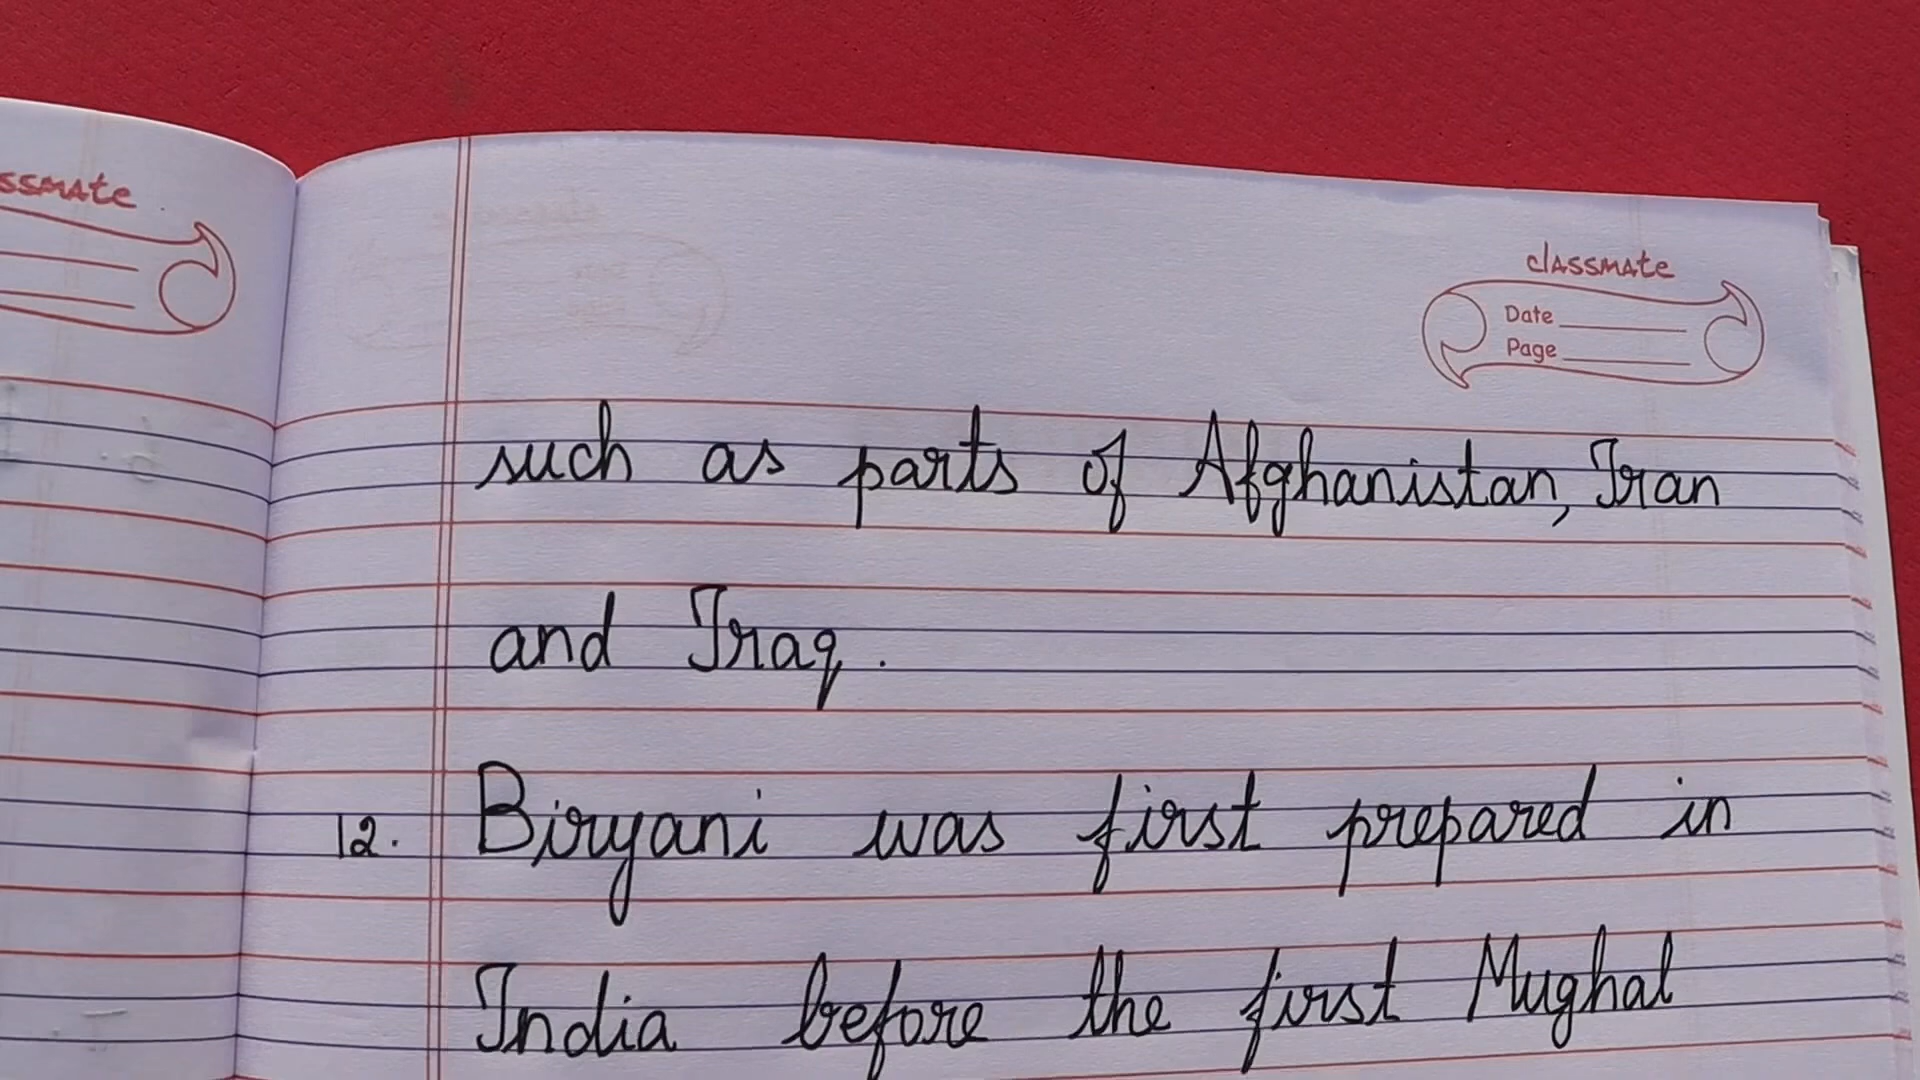 ssmate
classmate
Date
Page
such as parts of Afghanistan, Iran
and Iraq.
12. Biryani was first prepared in
India before the first Mughal